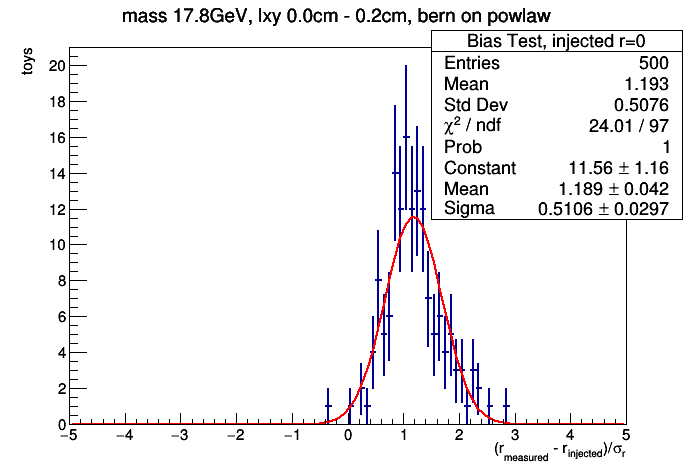 mass 17.8GeV, lxy 0.0cm - 0.2cm, bern on powlaw
toys
Bias Test, injected r=0
Entries 500
Mean 1.193
Std Dev 0.5076
χ² / ndf 24.01 / 97
Prob 1
Constant 11.56 ± 1.16
Mean 1.189 ± 0.042
Sigma 0.5106 ± 0.0297
20
18
16
14
12
10
8
6
4
2
0
−5 −4 −3 −2 −1 0 1 2 3 4 5
(r_measured - r_injected)/σ_r